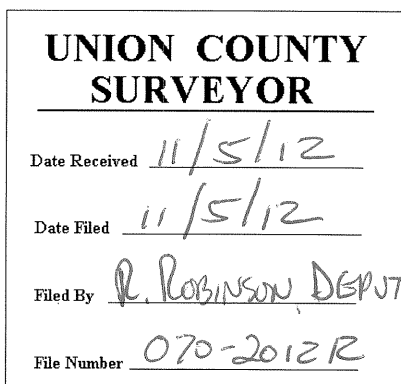 UNION COUNTY
SURVEYOR
Date Received 11/5/12
Date Filed 11/5/12
Filed By R. ROBINSON DEPUT
File Number 070-2012R